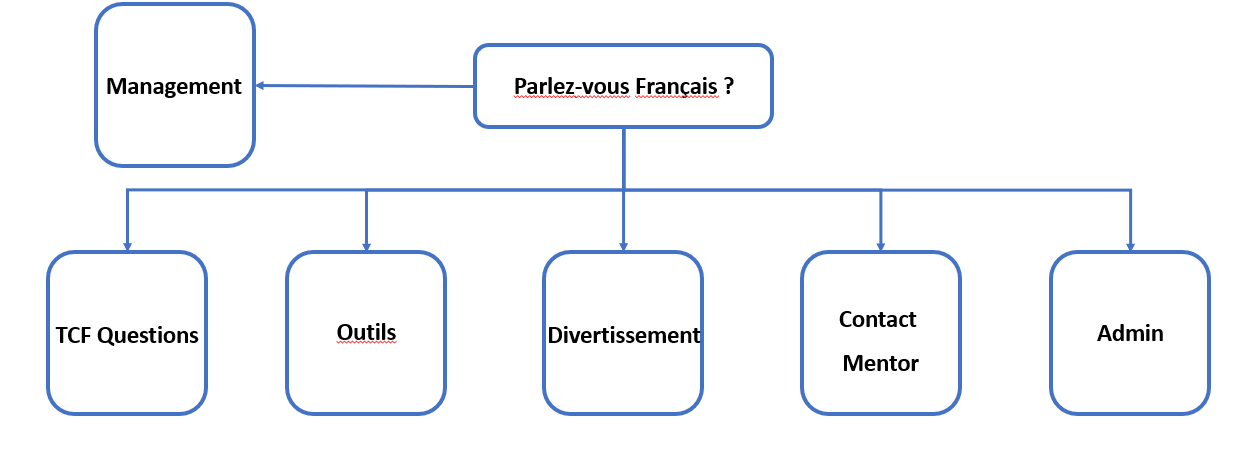 Management
Parlez-vous Français ?
TCF Questions
Outils
Divertissement
Contact
Mentor
Admin